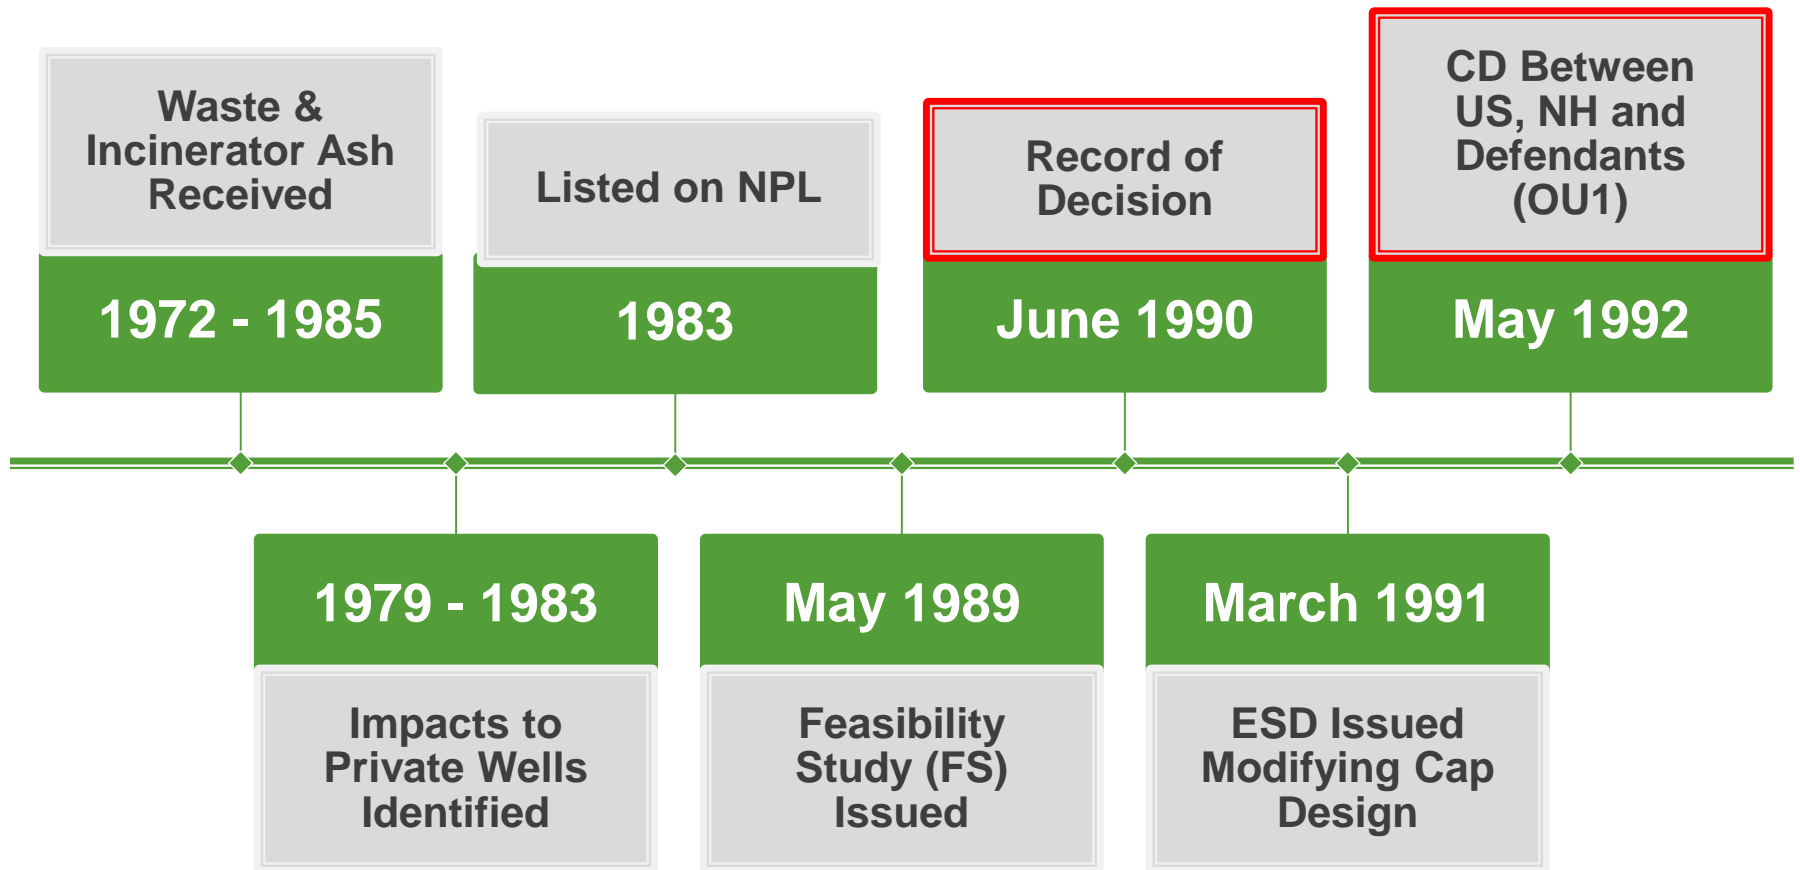 Waste &
Incinerator Ash
Received
1972 - 1985
Listed on NPL
1983
Record of
Decision
June 1990
CD Between
US, NH and
Defendants
(OU1)
May 1992
1979 - 1983
Impacts to
Private Wells
Identified
May 1989
Feasibility
Study (FS)
Issued
March 1991
ESD Issued
Modifying Cap
Design